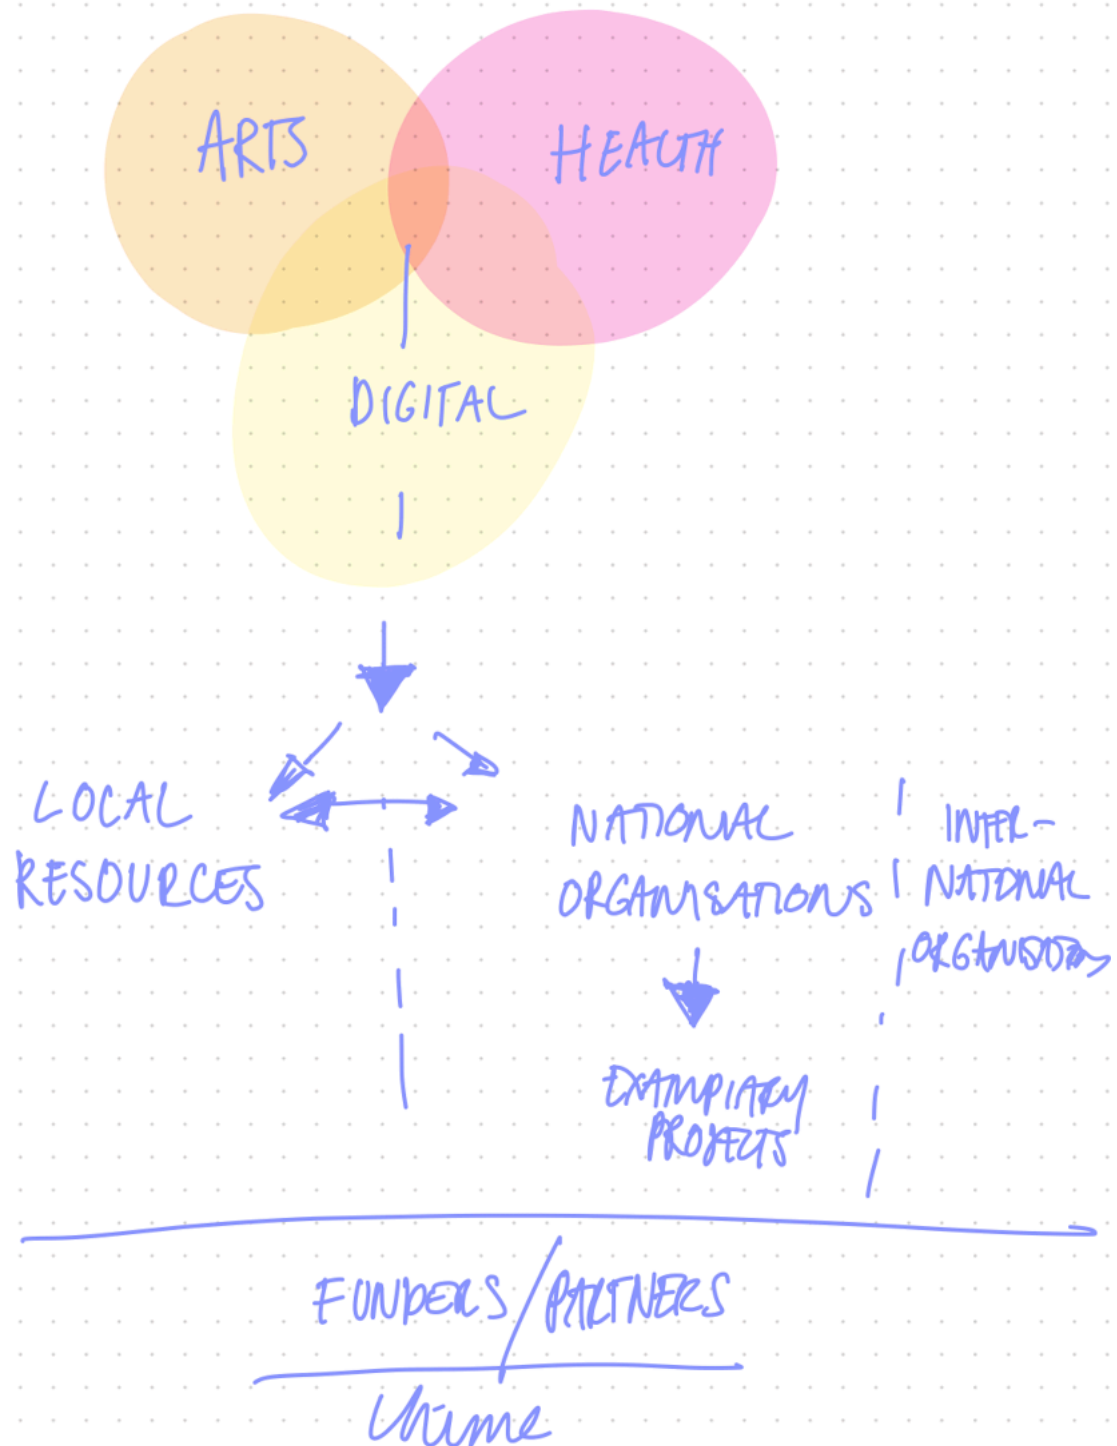 ARTS
HEALTH
DIGITAL
LOCAL
RESOURCES
NATIONAL
ORGANISATIONS
INTER-
NATIONAL
EXAMPLARY
PROJECTS
FUNDERS/PARTNERS